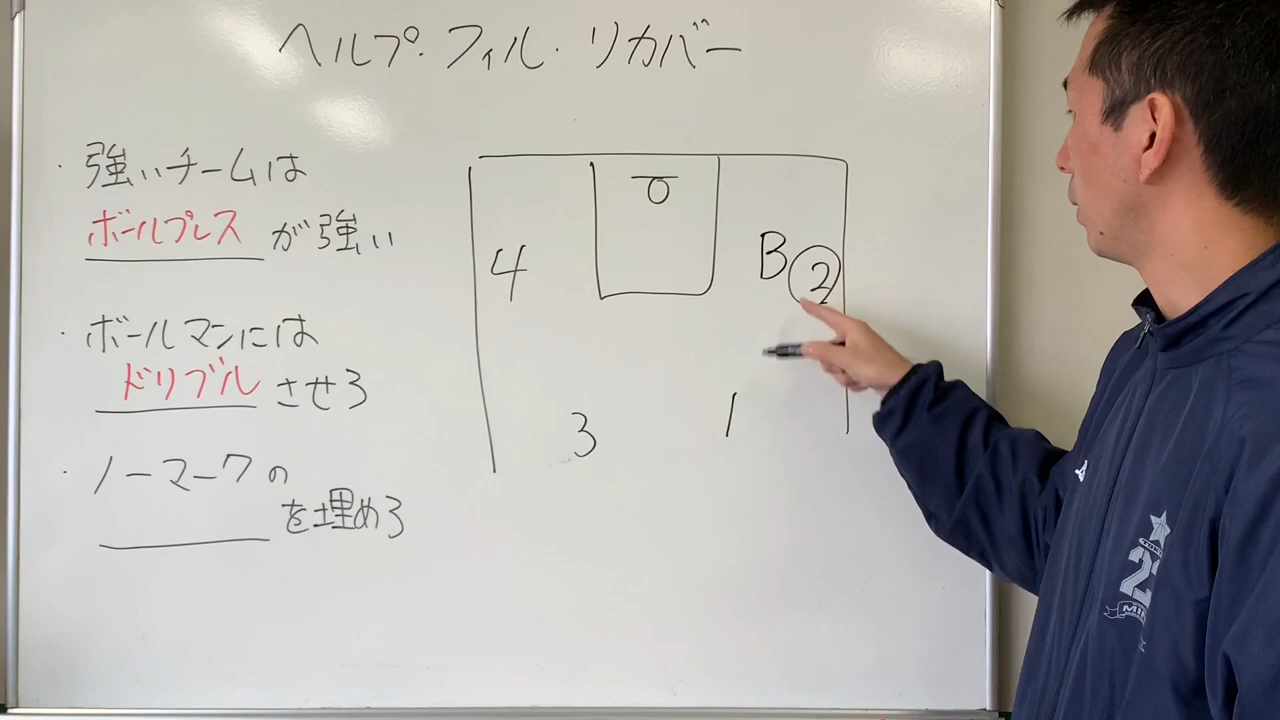 ヘルプ・フィル・リカバー
・強いチームは
ボールプレス が強い
・ボールマンには
ドリブル させろ
・ノーマークの
を埋めろ
4
B ②
3
1